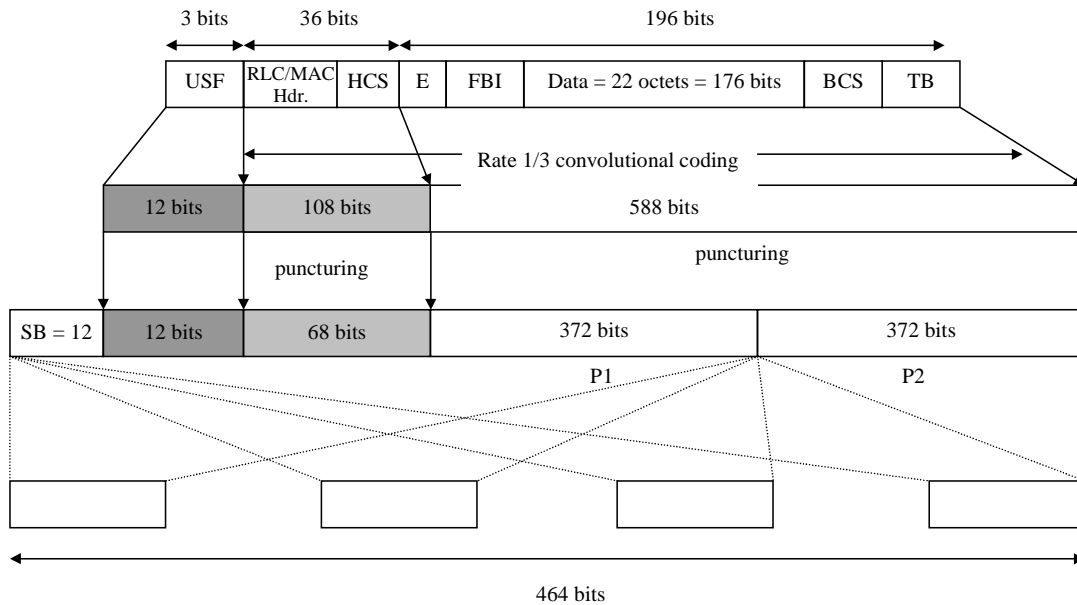 3 bits 36 bits 196 bits
USF RLC/MAC Hdr. HCS E FBI Data = 22 octets = 176 bits BCS TB
Rate 1/3 convolutional coding
12 bits 108 bits 588 bits
puncturing puncturing
SB = 12 12 bits 68 bits 372 bits 372 bits
P1 P2
464 bits